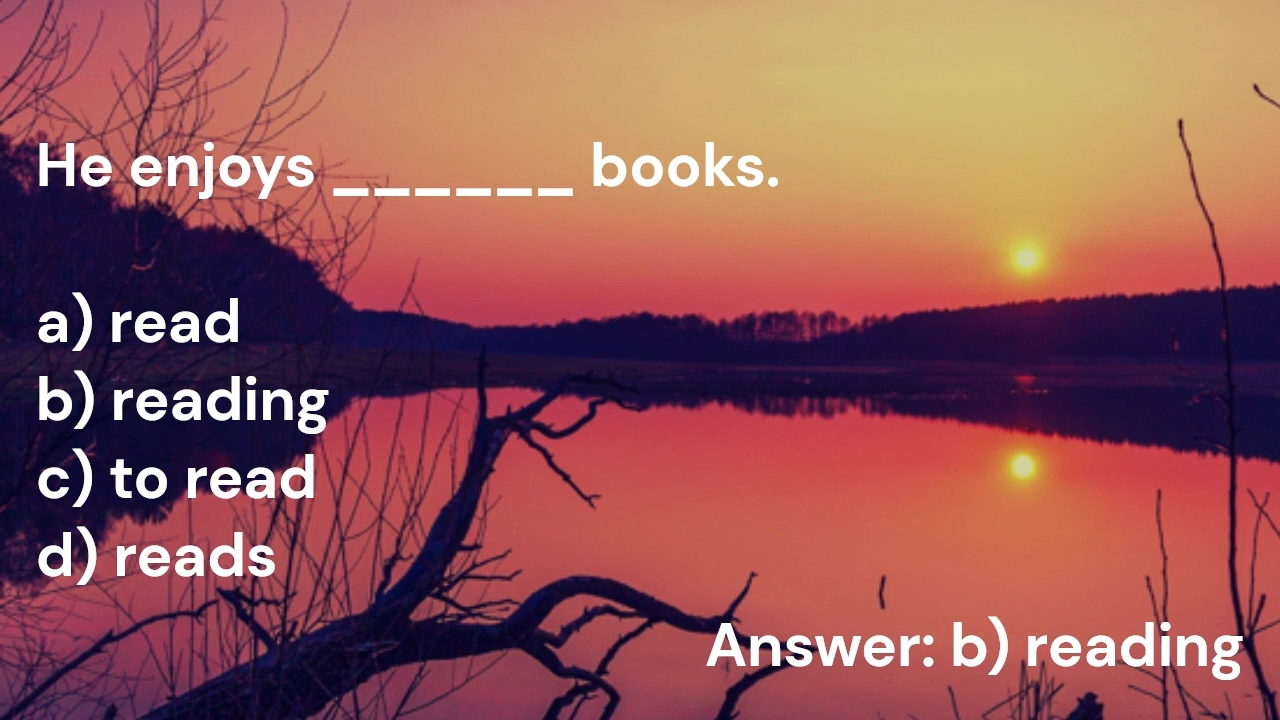 He enjoys ______ books.
a) read
b) reading
c) to read
d) reads
Answer: b) reading